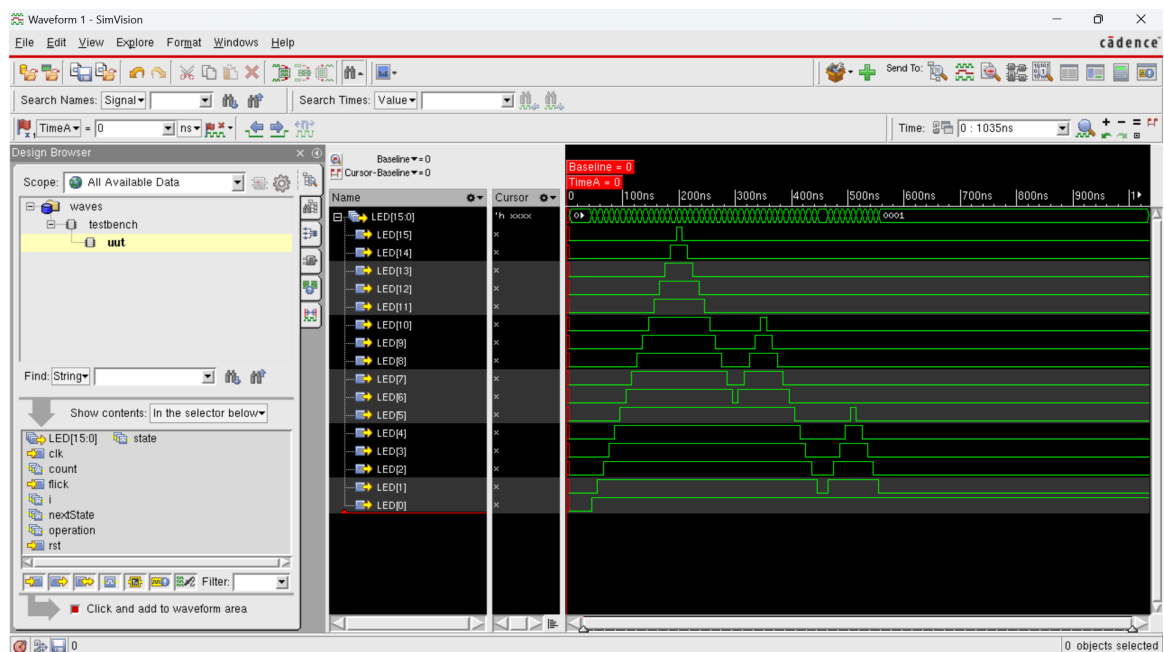 Waveform 1 - SimVision
File Edit View Explore Format Windows Help
cādence
Search Names: Signal
Search Times: Value
Send To:
TimeA = 0 ns
Time: 0 : 1035ns
Design Browser
Scope: All Available Data
waves
testbench
uut
Find: String
Show contents: In the selector below
LED[15:0] state
clk
count
flick
i
nextState
operation
rst
Filter:
Click and add to waveform area
Baseline = 0
Cursor-Baseline = 0
Name Cursor
LED[15:0] 'h xxxx
LED[15] x
LED[14] x
LED[13] x
LED[12] x
LED[11] x
LED[10] x
LED[9] x
LED[8] x
LED[7] x
LED[6] x
LED[5] x
LED[4] x
LED[3] x
LED[2] x
LED[1] x
LED[0] x
Baseline = 0
TimeA = 0
0 100ns 200ns 300ns 400ns 500ns 600ns 700ns 800ns 900ns 1
0 0001
0
0 objects selected